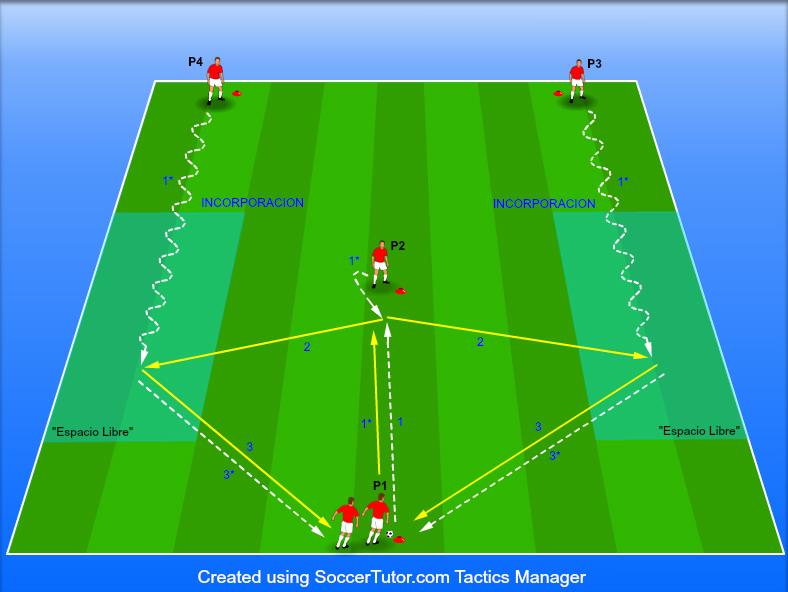 P4
P3
1*
1*
INCORPORACION
INCORPORACION
P2
1*
2
2
"Espacio Libre"
"Espacio Libre"
1*
1
3
3
3*
3*
P1
Created using SoccerTutor.com Tactics Manager